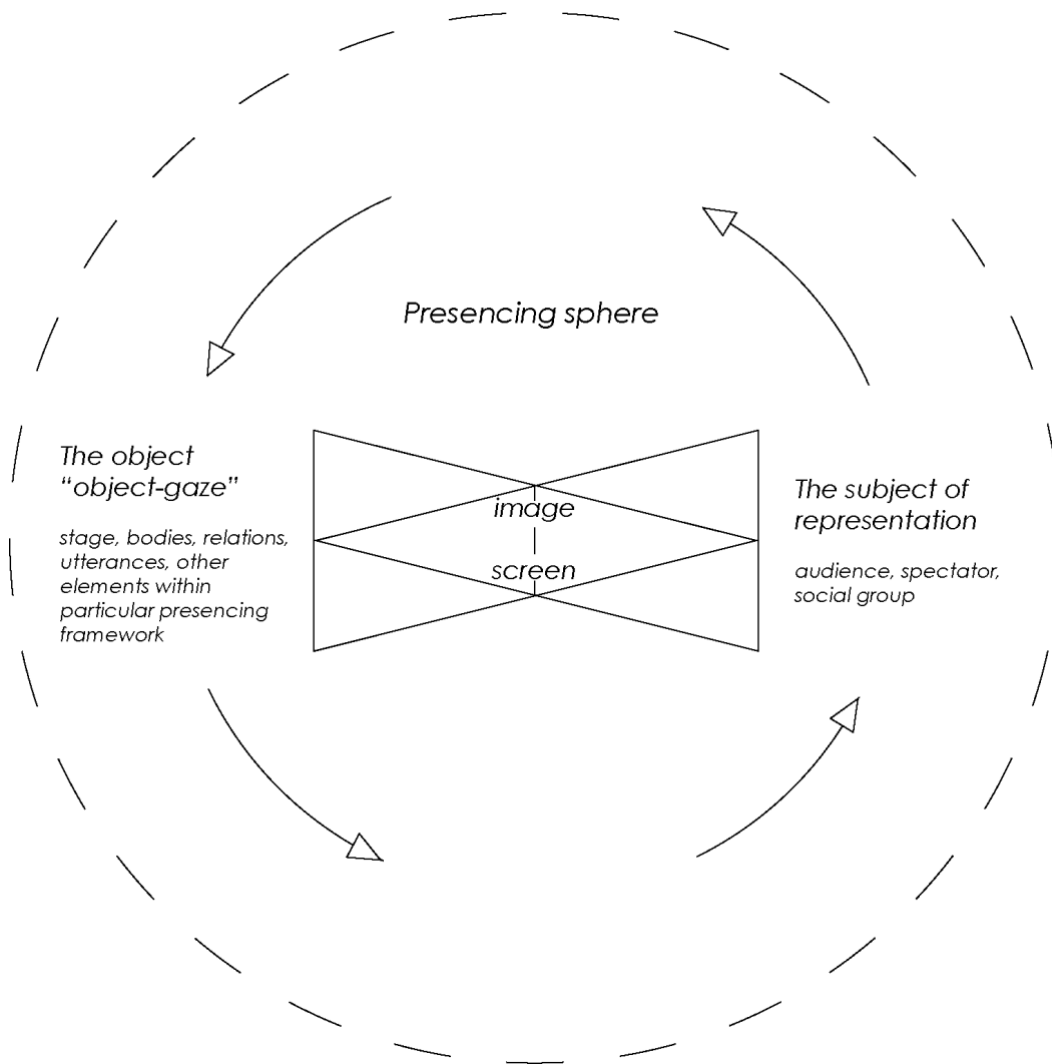 Presencing sphere
The object
“object-gaze”
stage, bodies, relations,
utterances, other
elements within
particular presencing
framework
image
screen
The subject of
representation
audience, spectator,
social group